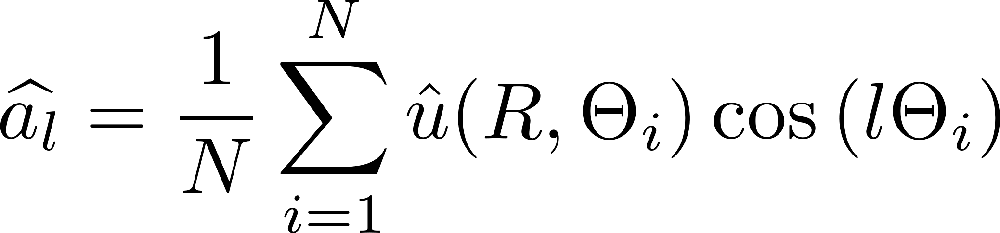 \widehat{a_l} = \frac{1}{N} \sum_{i=1}^{N} \hat{u}(R, \Theta_i) \cos(l\Theta_i)